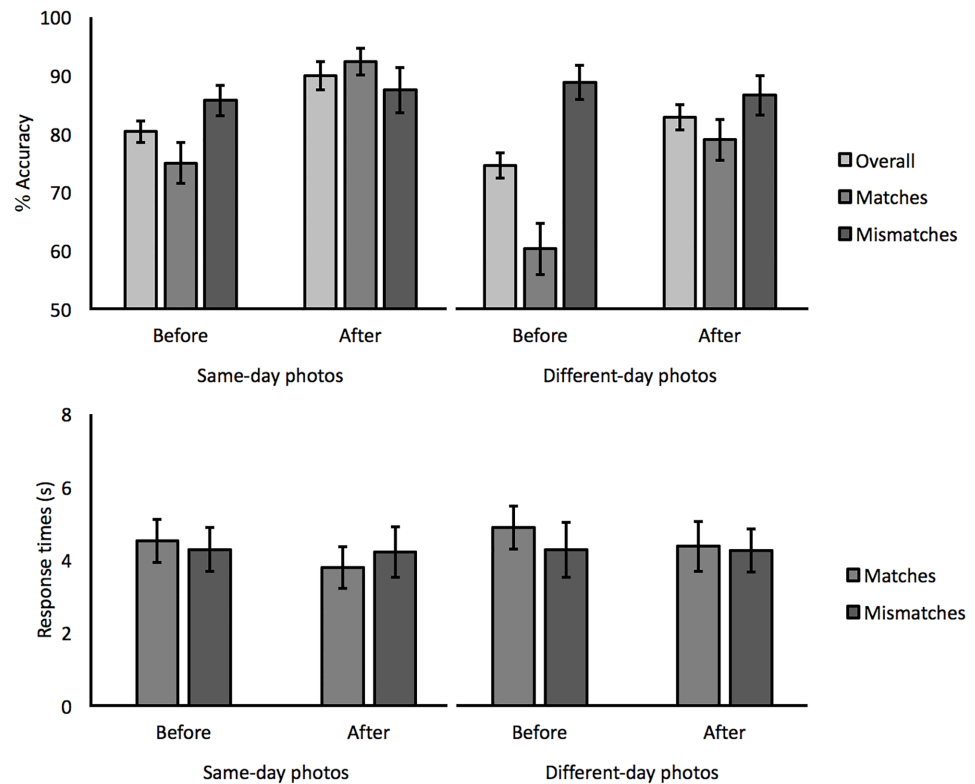 100
90
80
70
60
50
% Accuracy
Before After Before After
Same-day photos Different-day photos
Overall
Matches
Mismatches
8
6
4
2
0
Response times (s)
Before After Before After
Same-day photos Different-day photos
Matches
Mismatches